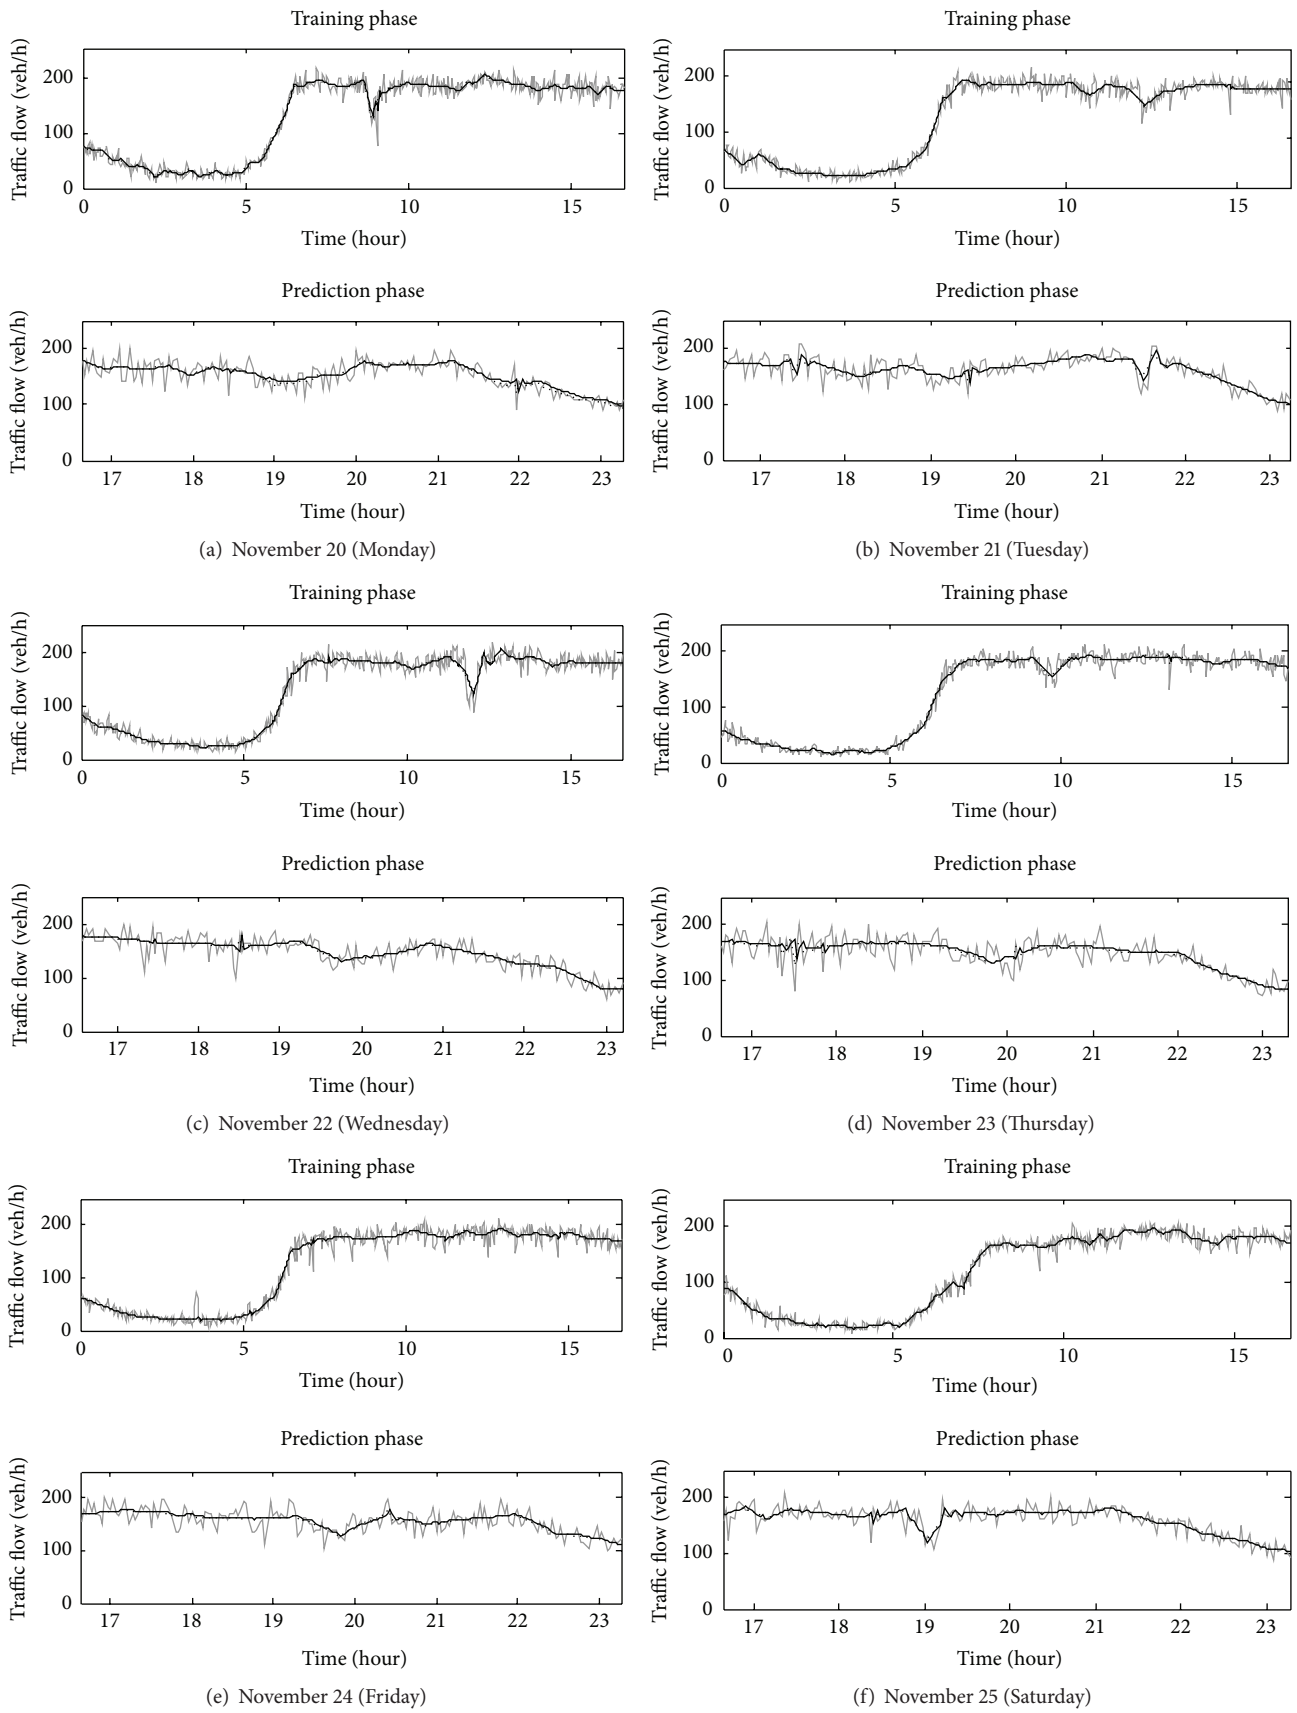 Training phase
Traffic flow (veh/h)
200
100
0
0 5 10 15
Time (hour)
Prediction phase
Traffic flow (veh/h)
200
100
0
17 18 19 20 21 22 23
Time (hour)
(a) November 20 (Monday)
Training phase
Traffic flow (veh/h)
200
100
0
0 5 10 15
Time (hour)
Prediction phase
Traffic flow (veh/h)
200
100
0
17 18 19 20 21 22 23
Time (hour)
(b) November 21 (Tuesday)
Training phase
Traffic flow (veh/h)
200
100
0
0 5 10 15
Time (hour)
Prediction phase
Traffic flow (veh/h)
200
100
0
17 18 19 20 21 22 23
Time (hour)
(c) November 22 (Wednesday)
Training phase
Traffic flow (veh/h)
200
100
0
0 5 10 15
Time (hour)
Prediction phase
Traffic flow (veh/h)
200
100
0
17 18 19 20 21 22 23
Time (hour)
(d) November 23 (Thursday)
Training phase
Traffic flow (veh/h)
200
100
0
0 5 10 15
Time (hour)
Prediction phase
Traffic flow (veh/h)
200
100
0
17 18 19 20 21 22 23
Time (hour)
(e) November 24 (Friday)
Training phase
Traffic flow (veh/h)
200
100
0
0 5 10 15
Time (hour)
Prediction phase
Traffic flow (veh/h)
200
100
0
17 18 19 20 21 22 23
Time (hour)
(f) November 25 (Saturday)